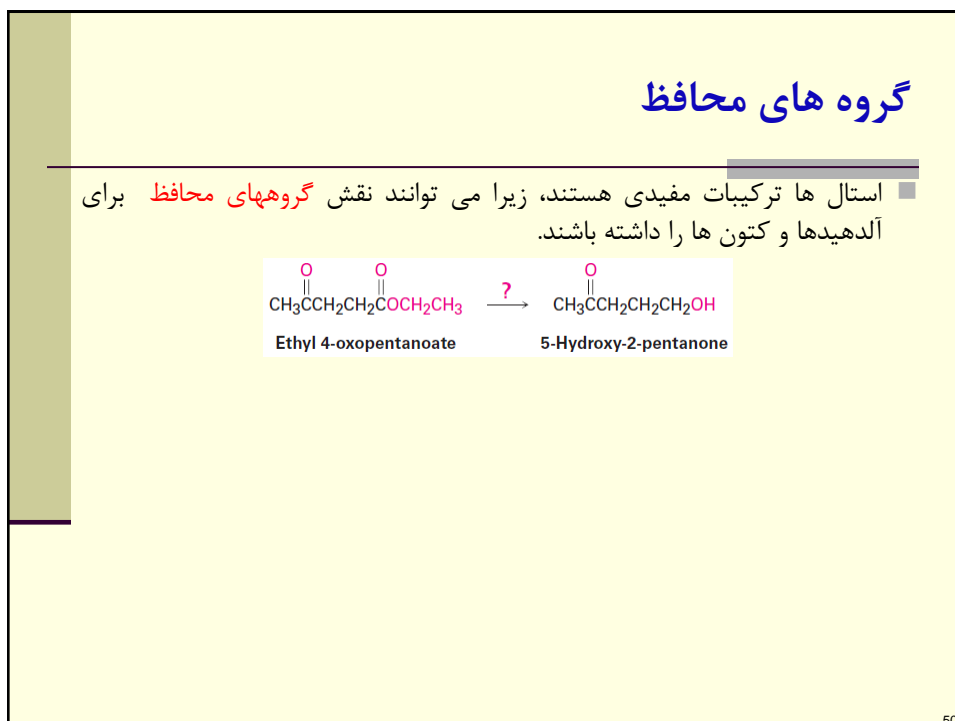 گروه های محافظ
استال ها ترکیبات مفیدی هستند، زیرا می توانند نقش گروههای محافظ برای
آلدهیدها و کتون ها را داشته باشند.
O O O
CH3CCH2CH2COCH2CH3 ? CH3CCH2CH2CH2OH
Ethyl 4-oxopentanoate 5-Hydroxy-2-pentanone
50